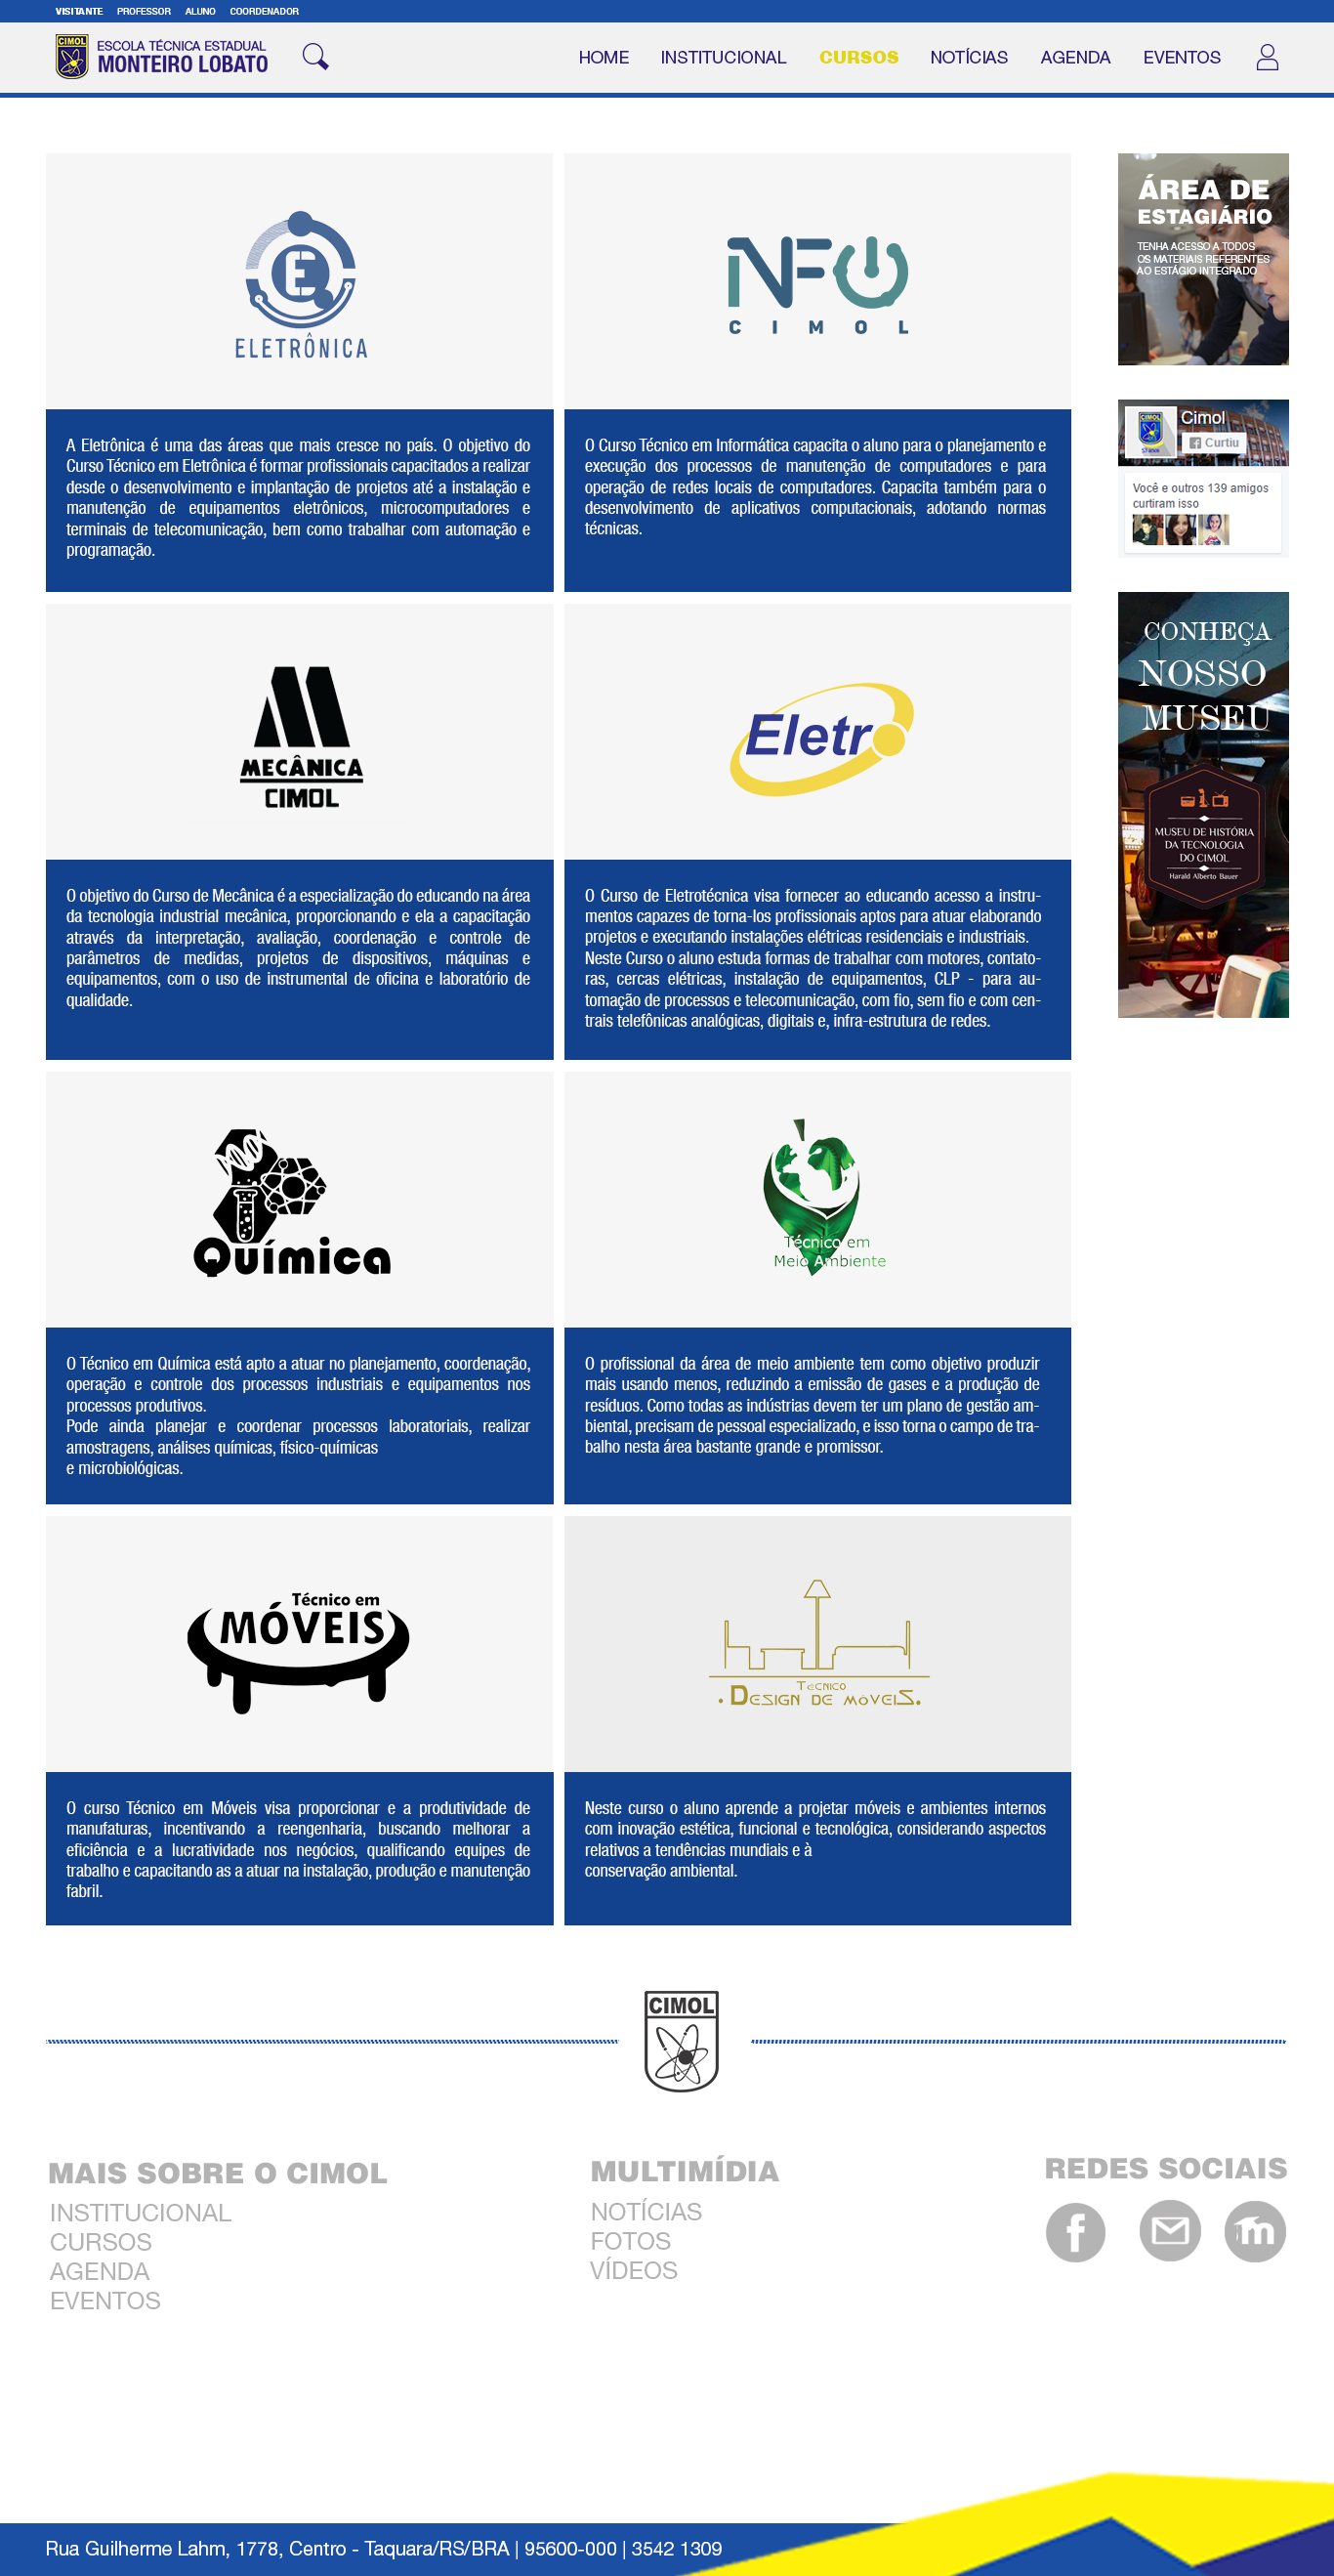 VISITANTE PROFESSOR ALUNO COORDENADOR
CIMOL
ESCOLA TÉCNICA ESTADUAL
MONTEIRO LOBATO
HOME INSTITUCIONAL CURSOS NOTÍCIAS AGENDA EVENTOS
E
ELETRÔNICA
A Eletrônica é uma das áreas que mais cresce no país. O objetivo do
Curso Técnico em Eletrônica é formar profissionais capacitados a realizar
desde o desenvolvimento e implantação de projetos até a instalação e
manutenção de equipamentos eletrônicos, microcomputadores e
terminais de telecomunicação, bem como trabalhar com automação e
programação.
INFO
CIMOL
O Curso Técnico em Informática capacita o aluno para o planejamento e
execução dos processos de manutenção de computadores e para
operação de redes locais de computadores. Capacita também para o
desenvolvimento de aplicativos computacionais, adotando normas
técnicas.
MECÂNICA
CIMOL
O objetivo do Curso de Mecânica é a especialização do educando na área
da tecnologia industrial mecânica, proporcionando e ela a capacitação
através da interpretação, avaliação, coordenação e controle de
parâmetros de medidas, projetos de dispositivos, máquinas e
equipamentos, com o uso de instrumental de oficina e laboratório de
qualidade.
Eletro
O Curso de Eletrotécnica visa fornecer ao educando acesso a instru-
mentos capazes de torna-los profissionais aptos para atuar elaborando
projetos e executando instalações elétricas residenciais e industriais.
Neste Curso o aluno estuda formas de trabalhar com motores, contato-
ras, cercas elétricas, instalação de equipamentos, CLP - para au-
tomação de processos e telecomunicação, com fio, sem fio e com cen-
trais telefônicas analógicas, digitais e, infra-estrutura de redes.
Química
O Técnico em Química está apto a atuar no planejamento, coordenação,
operação e controle dos processos industriais e equipamentos nos
processos produtivos.
Pode ainda planejar e coordenar processos laboratoriais, realizar
amostragens, análises químicas, físico-químicas
e microbiológicas.
Técnico em
Meio Ambiente
O profissional da área de meio ambiente tem como objetivo produzir
mais usando menos, reduzindo a emissão de gases e a produção de
resíduos. Como todas as indústrias devem ter um plano de gestão am-
biental, precisam de pessoal especializado, e isso torna o campo de tra-
balho nesta área bastante grande e promissor.
Técnico em
MÓVEIS
O curso Técnico em Móveis visa proporcionar e a produtividade de
manufaturas, incentivando a reengenharia, buscando melhorar a
eficiência e a lucratividade nos negócios, qualificando equipes de
trabalho e capacitando as a atuar na instalação, produção e manutenção
fabril.
TÉCNICO
. DESIGN DE MÓVEIS.
Neste curso o aluno aprende a projetar móveis e ambientes internos
com inovação estética, funcional e tecnológica, considerando aspectos
relativos a tendências mundiais e à
conservação ambiental.
ÁREA DE
ESTAGIÁRIO
TENHA ACESSO A TODOS
OS MATERIAIS REFERENTES
AO ESTÁGIO INTEGRADO
CIMOL
Cimol
Curtiu
Você e outros 139 amigos
curtiram isso
CONHEÇA
NOSSO
MUSEU
MUSEU DE HISTÓRIA
DA TECNOLOGIA
DO CIMOL
Harald Alberto Bauer
CIMOL
MAIS SOBRE O CIMOL
INSTITUCIONAL
CURSOS
AGENDA
EVENTOS
MULTIMÍDIA
NOTÍCIAS
FOTOS
VÍDEOS
REDES SOCIAIS
f
m
Rua Guilherme Lahm, 1778, Centro - Taquara/RS/BRA | 95600-000 | 3542 1309